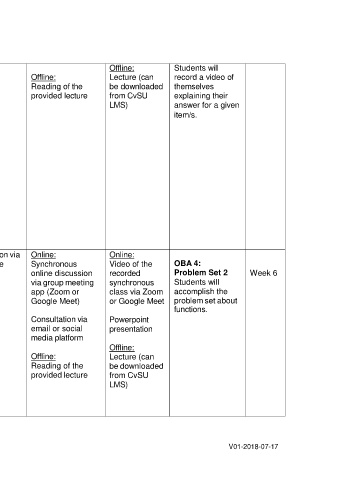 Offline:
Reading of the
provided lecture
Offline:
Lecture (can
be downloaded
from CvSU
LMS)
Students will
record a video of
themselves
explaining their
answer for a given
item/s.
on via
e
Online:
Synchronous
online discussion
via group meeting
app (Zoom or
Google Meet)
Consultation via
email or social
media platform
Offline:
Reading of the
provided lecture
Online:
Video of the
recorded
synchronous
class via Zoom
or Google Meet
Powerpoint
presentation
Offline:
Lecture (can
be downloaded
from CvSU
LMS)
OBA 4:
Problem Set 2
Students will
accomplish the
problem set about
functions.
Week 6
V01-2018-07-17